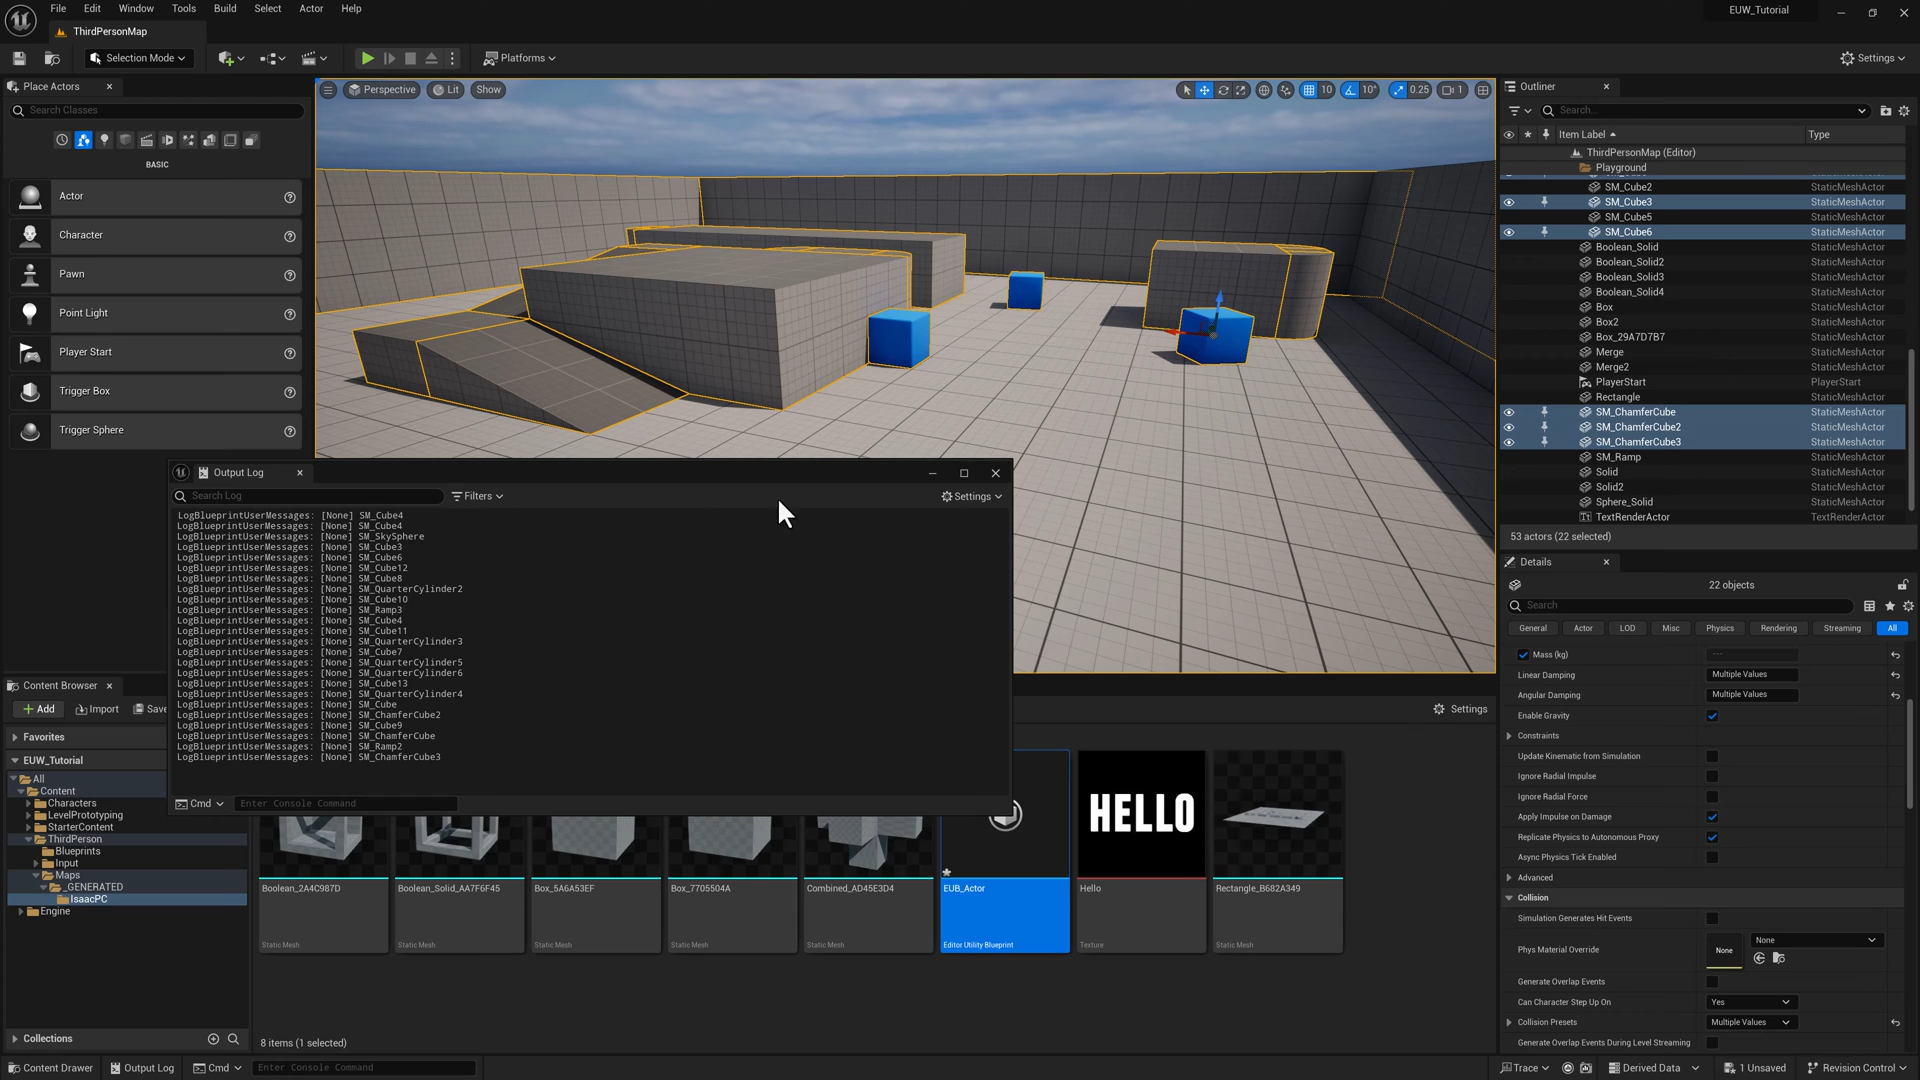 File Edit Window Tools Build Select Actor Help
EUW_Tutorial
ThirdPersonMap
Selection Mode
Platforms
Settings
Place Actors
Search Classes
BASIC
Actor
Character
Pawn
Point Light
Player Start
Trigger Box
Trigger Sphere
Perspective Lit Show
10 10° 0.25 1
Outliner
Search...
Item Label Type
ThirdPersonMap (Editor)
Playground
SM_Cube2 StaticMeshActor
SM_Cube3 StaticMeshActor
SM_Cube5 StaticMeshActor
SM_Cube6 StaticMeshActor
Boolean_Solid StaticMeshActor
Boolean_Solid2 StaticMeshActor
Boolean_Solid3 StaticMeshActor
Boolean_Solid4 StaticMeshActor
Box StaticMeshActor
Box2 StaticMeshActor
Box_29A7D7B7 StaticMeshActor
Merge StaticMeshActor
Merge2 StaticMeshActor
PlayerStart PlayerStart
Rectangle StaticMeshActor
SM_ChamferCube StaticMeshActor
SM_ChamferCube2 StaticMeshActor
SM_ChamferCube3 StaticMeshActor
SM_Ramp StaticMeshActor
Solid StaticMeshActor
Solid2 StaticMeshActor
Sphere_Solid StaticMeshActor
TextRenderActor TextRenderActor
53 actors (22 selected)
Output Log
Search Log
Filters
Settings
LogBlueprintUserMessages: [None] SM_Cube4
LogBlueprintUserMessages: [None] SM_Cube4
LogBlueprintUserMessages: [None] SM_SkySphere
LogBlueprintUserMessages: [None] SM_Cube3
LogBlueprintUserMessages: [None] SM_Cube6
LogBlueprintUserMessages: [None] SM_Cube12
LogBlueprintUserMessages: [None] SM_Cube8
LogBlueprintUserMessages: [None] SM_QuarterCylinder2
LogBlueprintUserMessages: [None] SM_Cube10
LogBlueprintUserMessages: [None] SM_Ramp3
LogBlueprintUserMessages: [None] SM_Cube4
LogBlueprintUserMessages: [None] SM_Cube11
LogBlueprintUserMessages: [None] SM_QuarterCylinder3
LogBlueprintUserMessages: [None] SM_Cube7
LogBlueprintUserMessages: [None] SM_QuarterCylinder5
LogBlueprintUserMessages: [None] SM_QuarterCylinder6
LogBlueprintUserMessages: [None] SM_Cube13
LogBlueprintUserMessages: [None] SM_QuarterCylinder4
LogBlueprintUserMessages: [None] SM_Cube
LogBlueprintUserMessages: [None] SM_ChamferCube2
LogBlueprintUserMessages: [None] SM_Cube9
LogBlueprintUserMessages: [None] SM_ChamferCube
LogBlueprintUserMessages: [None] SM_Ramp2
LogBlueprintUserMessages: [None] SM_ChamferCube3
Cmd Enter Console Command
Details
22 objects
Search
General Actor LOD Misc Physics Rendering Streaming All
Mass (kg) ---
Linear Damping Multiple Values
Angular Damping Multiple Values
Enable Gravity
Constraints
Update Kinematic from Simulation
Ignore Radial Impulse
Ignore Radial Force
Apply Impulse on Damage
Replicate Physics to Autonomous Proxy
Async Physics Tick Enabled
Advanced
Collision
Simulation Generates Hit Events
Phys Material Override None None
Generate Overlap Events
Can Character Step Up On Yes
Collision Presets Multiple Values
Generate Overlap Events During Level Streaming
Content Browser
Add Import Save
Settings
Favorites
EUW_Tutorial
All
Content
Characters
LevelPrototyping
StarterContent
ThirdPerson
Blueprints
Input
Maps
_GENERATED
IsaacPC
Engine
Collections
HELLO
Boolean_2A4C987D Boolean_Solid_AA7F6F45 Box_5A6A53EF Box_7705504A Combined_AD45E3D4 EUB_Actor Hello Rectangle_B682A349
Static Mesh Static Mesh Static Mesh Static Mesh Static Mesh Editor Utility Blueprint Texture Static Mesh
8 items (1 selected)
Content Drawer Output Log Cmd Enter Console Command
Trace Derived Data 1 Unsaved Revision Control